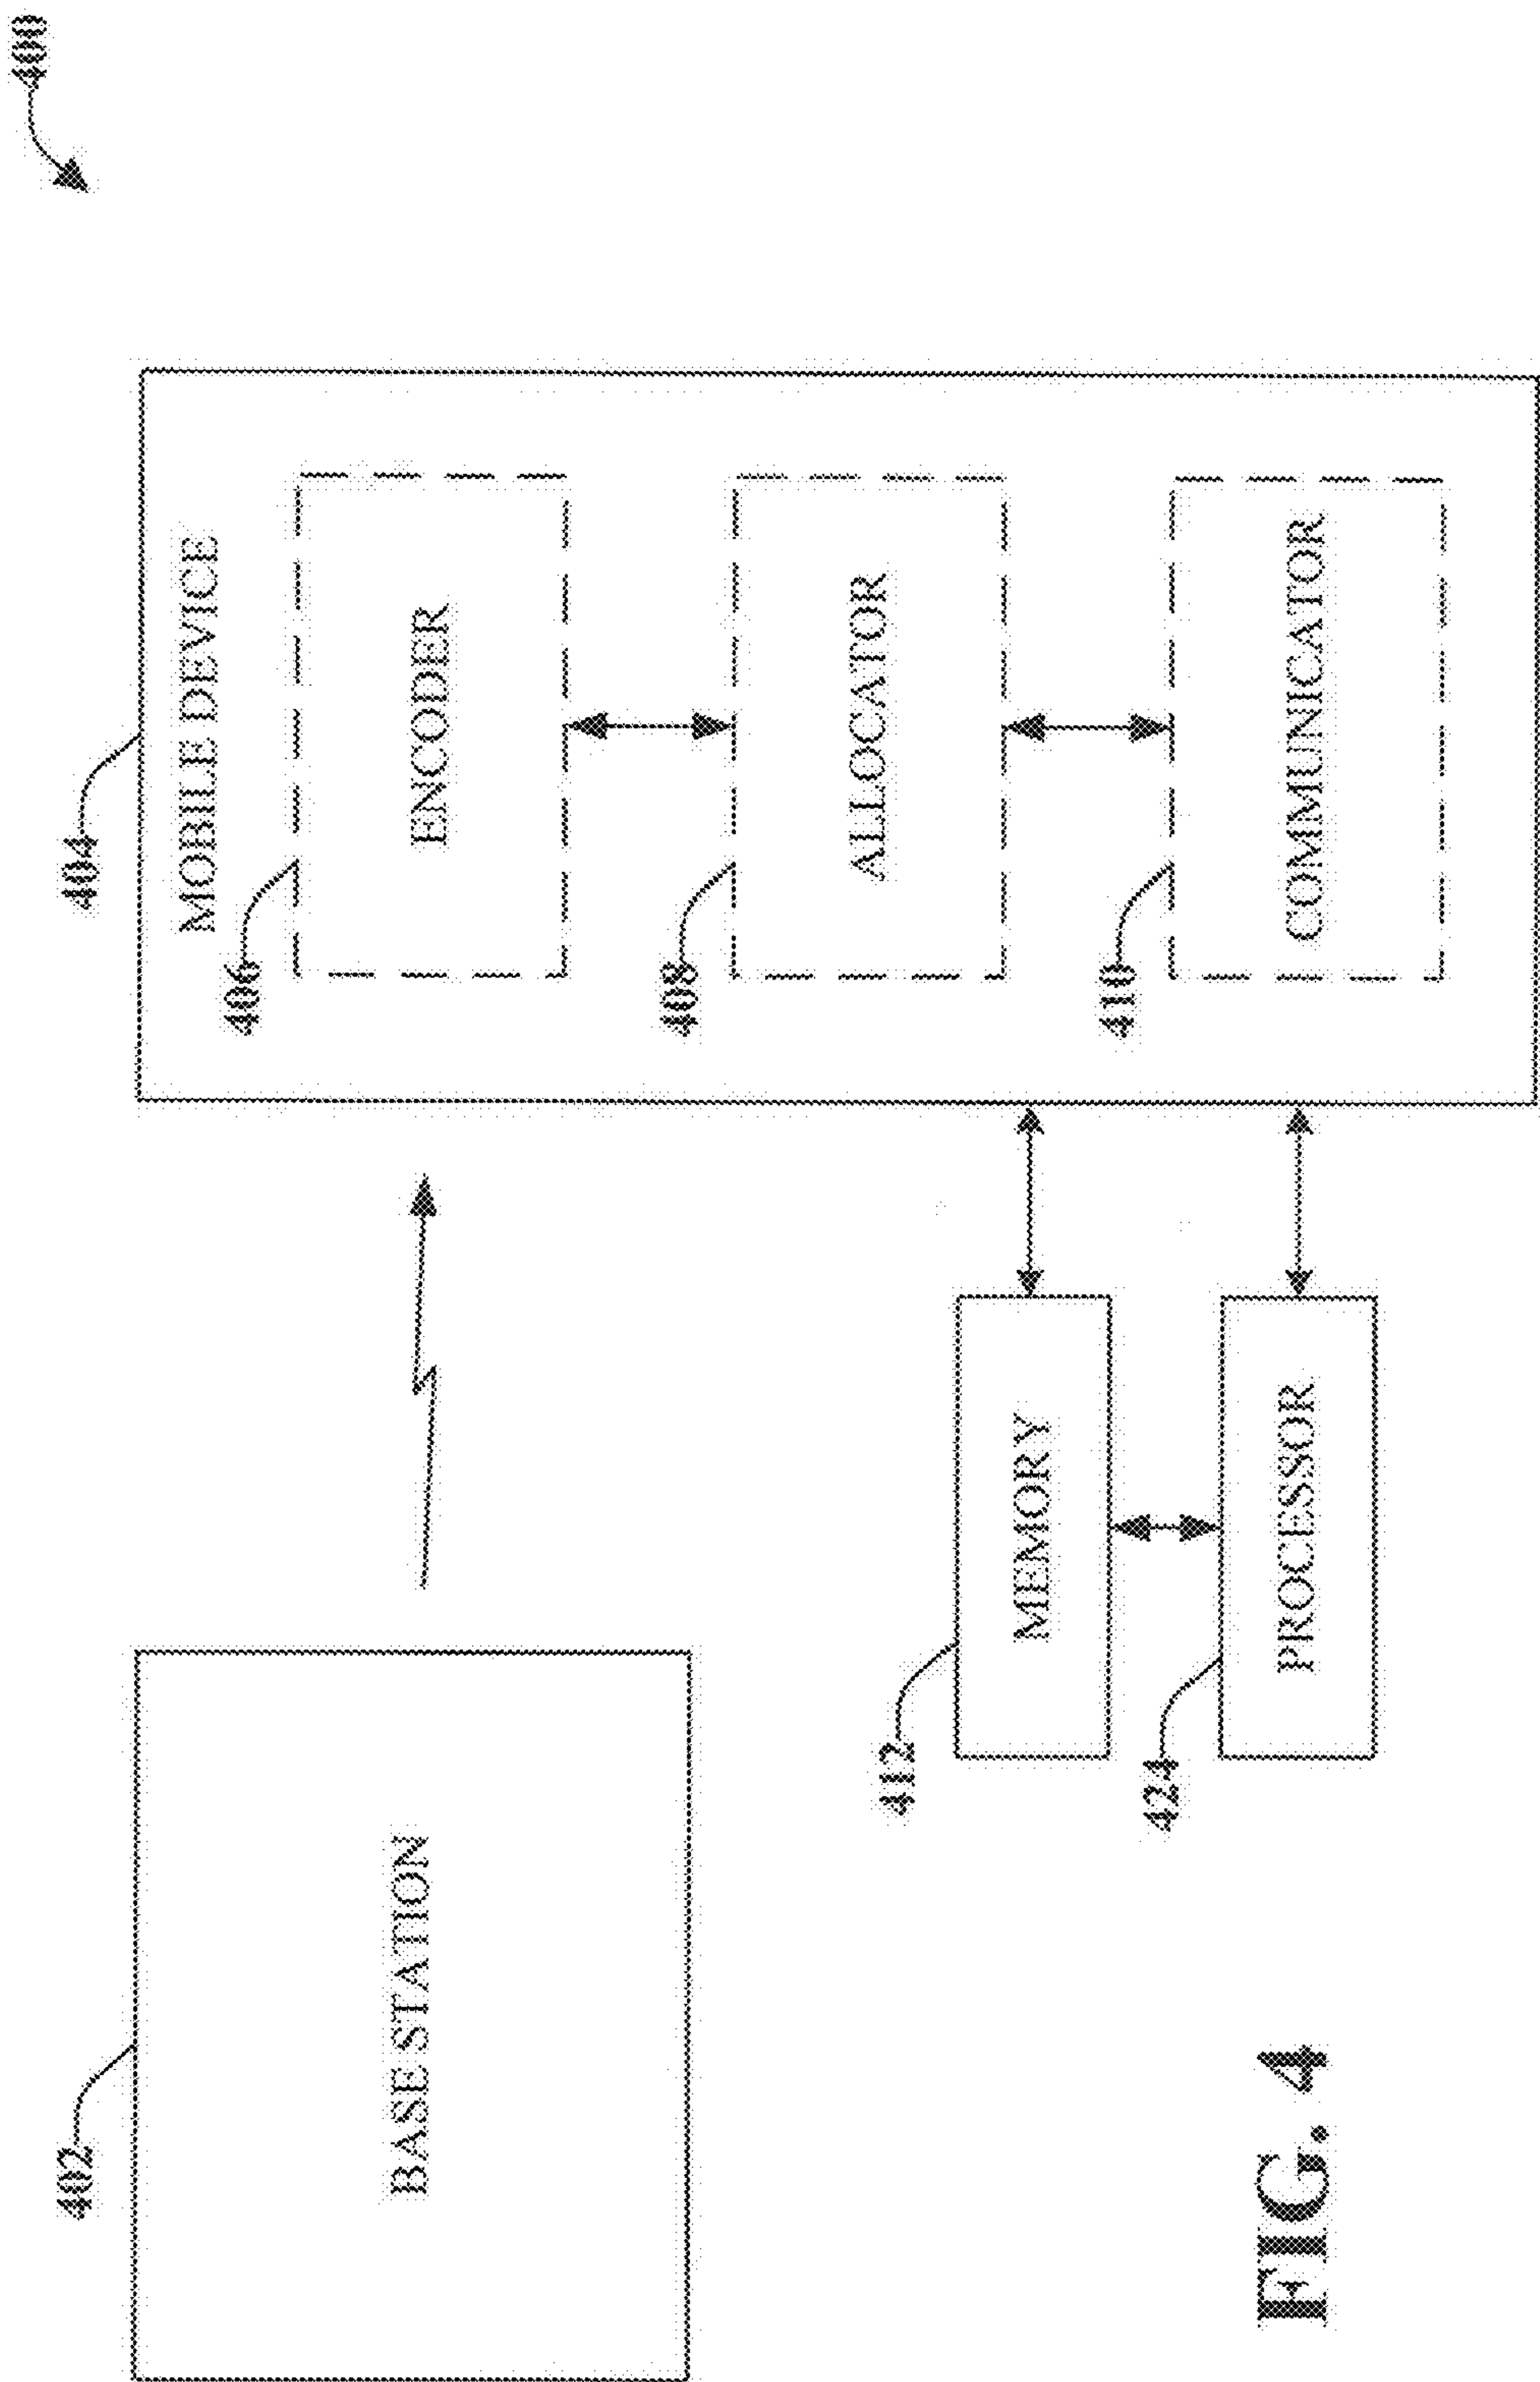 400
402
BASE STATION
404
MOBILE DEVICE
406
ENCODER
408
ALLOCATOR
410
COMMUNICATOR
412
MEMORY
424
PROCESSOR
FIG. 4